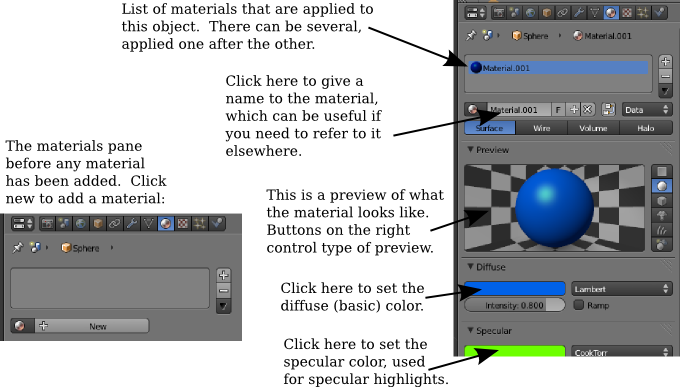 List of materials that are applied to
this object.  There can be several,
applied one after the other.
Click here to give a
name to the material,
which can be useful if
you need to refer to it
elsewhere.
The materials pane
before any material
has been added.  Click
new to add a material:
Sphere
New
This is a preview of what
the material looks like.
Buttons on the right
control type of preview.
Click here to set the
diffuse (basic) color.
Click here to set the
specular color, used
for specular highlights.
Sphere Material.001
Material.001
Material.001 F Data
Surface Wire Volume Halo
Preview
Diffuse
Lambert
Intensity: 0.800 Ramp
Specular
CookTorr